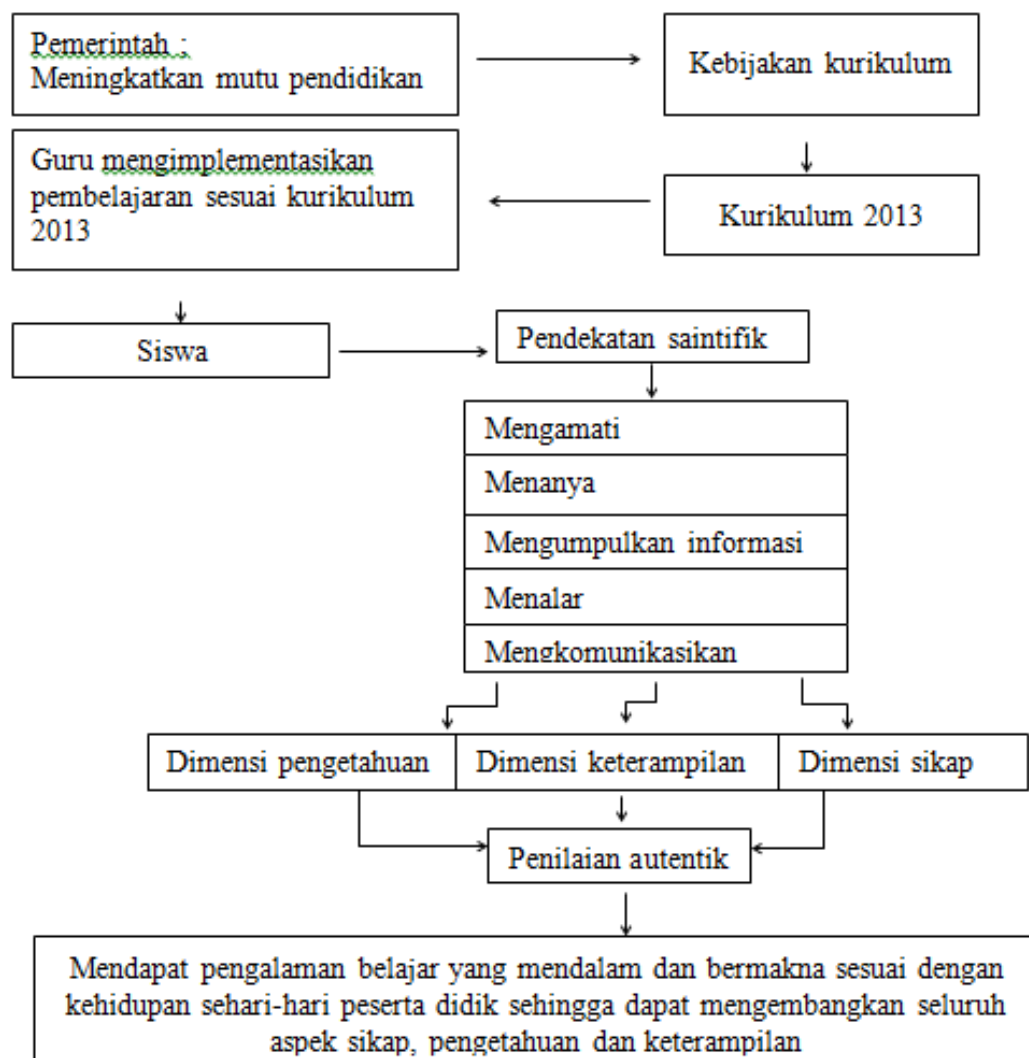 Pemerintah ;
Meningkatkan mutu pendidikan
Kebijakan kurikulum
Kurikulum 2013
Guru mengimplementasikan
pembelajaran sesuai kurikulum
2013
Siswa
Pendekatan saintifik
Mengamati
Menanya
Mengumpulkan informasi
Menalar
Mengkomunikasikan
Dimensi pengetahuan
Dimensi keterampilan
Dimensi sikap
Penilaian autentik
Mendapat pengalaman belajar yang mendalam dan bermakna sesuai dengan
kehidupan sehari-hari peserta didik sehingga dapat mengembangkan seluruh
aspek sikap, pengetahuan dan keterampilan